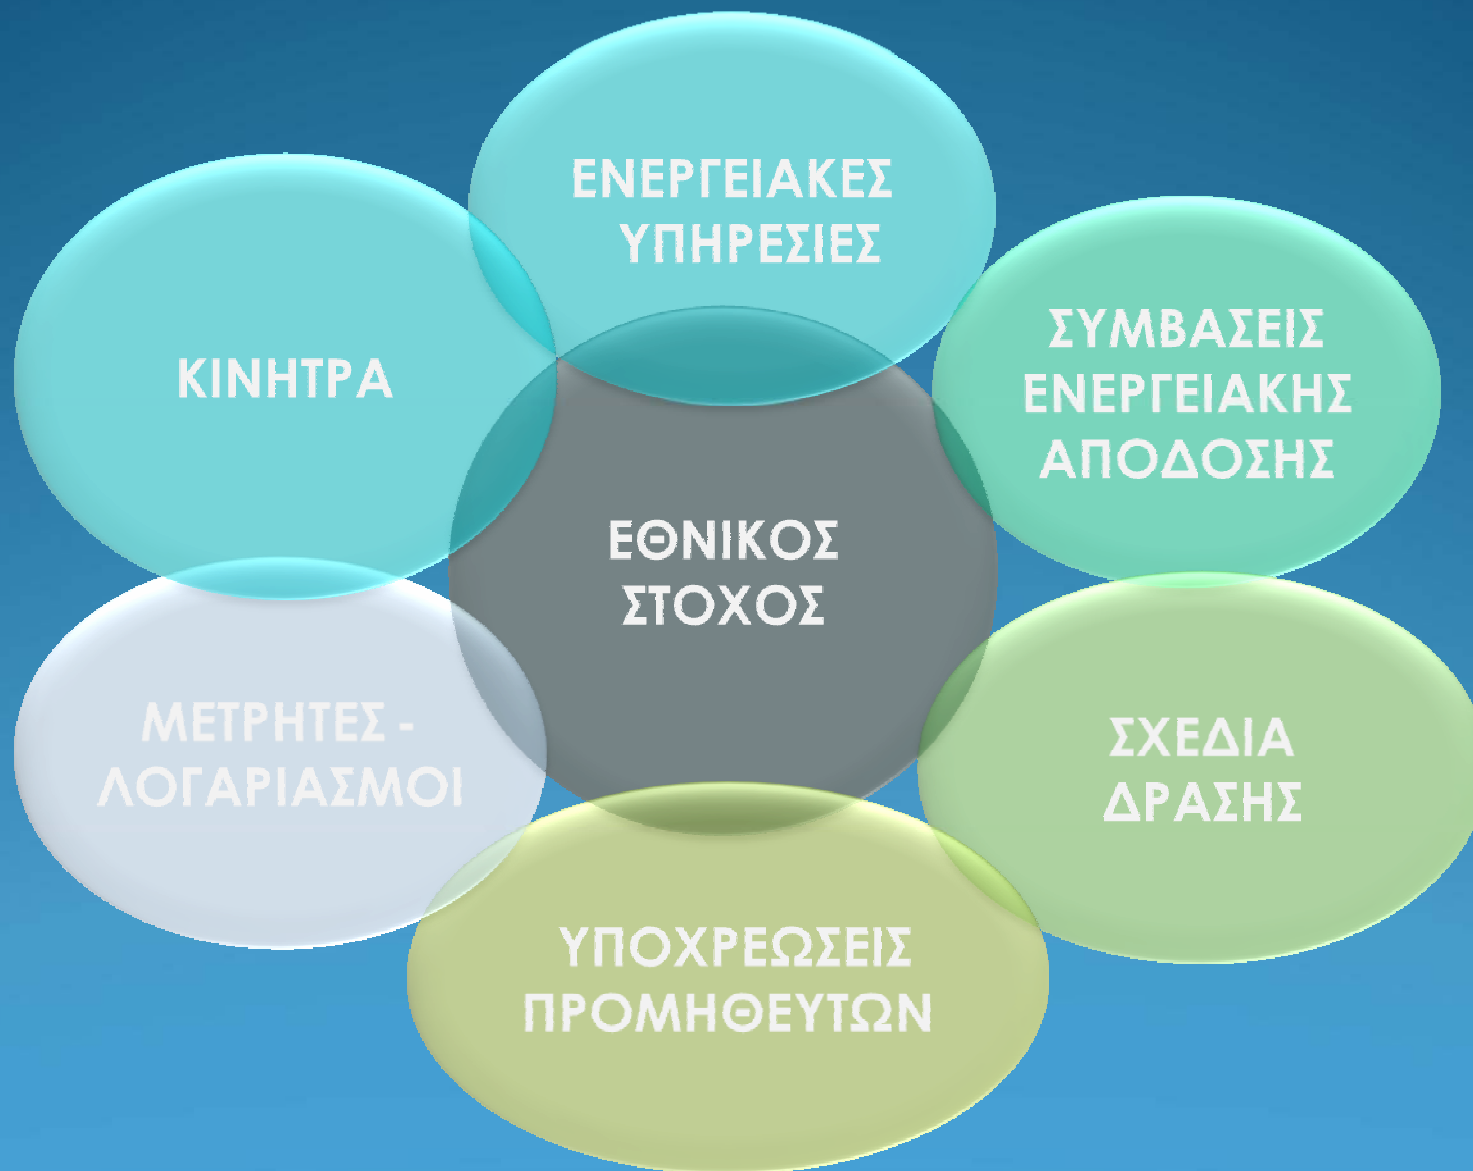 ΕΝΕΡΓΕΙΑΚΕΣ
ΥΠΗΡΕΣΙΕΣ
ΣΥΜΒΑΣΕΙΣ
ΕΝΕΡΓΕΙΑΚΗΣ
ΑΠΟΔΟΣΗΣ
ΚΙΝΗΤΡΑ
ΕΘΝΙΚΟΣ
ΣΤΟΧΟΣ
ΜΕΤΡΗΤΕΣ -
ΛΟΓΑΡΙΑΣΜΟΙ
ΣΧΕΔΙΑ
ΔΡΑΣΗΣ
ΥΠΟΧΡΕΩΣΕΙΣ
ΠΡΟΜΗΘΕΥΤΩΝ